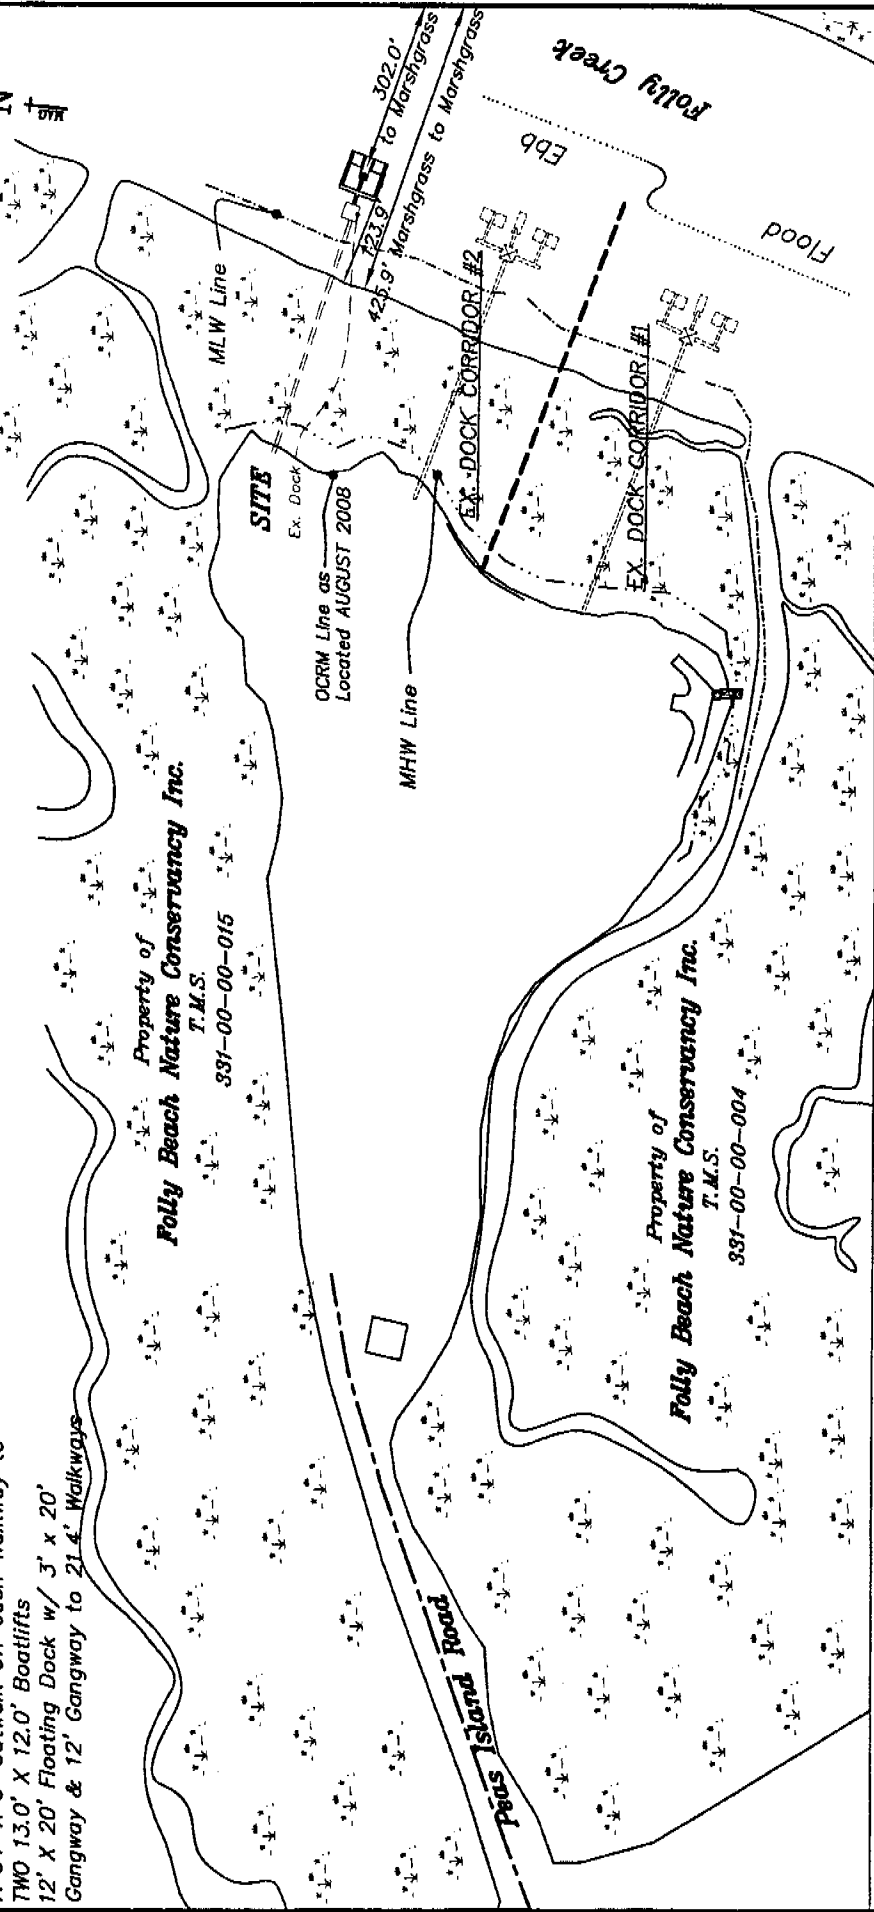 TWO 13.0' X 12.0' Boatlifts
12' X 20' Floating Dock w/ 3' x 20'
Gangway & 12' Gangway to 21.4' Walkways
Property of
Folly Beach Nature Conservancy Inc.
T.M.S.
331-00-00-015
MLW Line
SITE
Ex. Dock
OCRM Line as
Located AUGUST 2008
MHW Line
302.0'
to Marshgrass
123.9'
425.9' Marshgrass to Marshgrass
N
MAG
EX. DOCK CORRIDOR #2
EX DOCK CORRIDOR #1
Ebb
Flood
Folly Creek
Peas Island Road
Property of
Folly Beach Nature Conservancy Inc.
T.M.S.
331-00-00-004